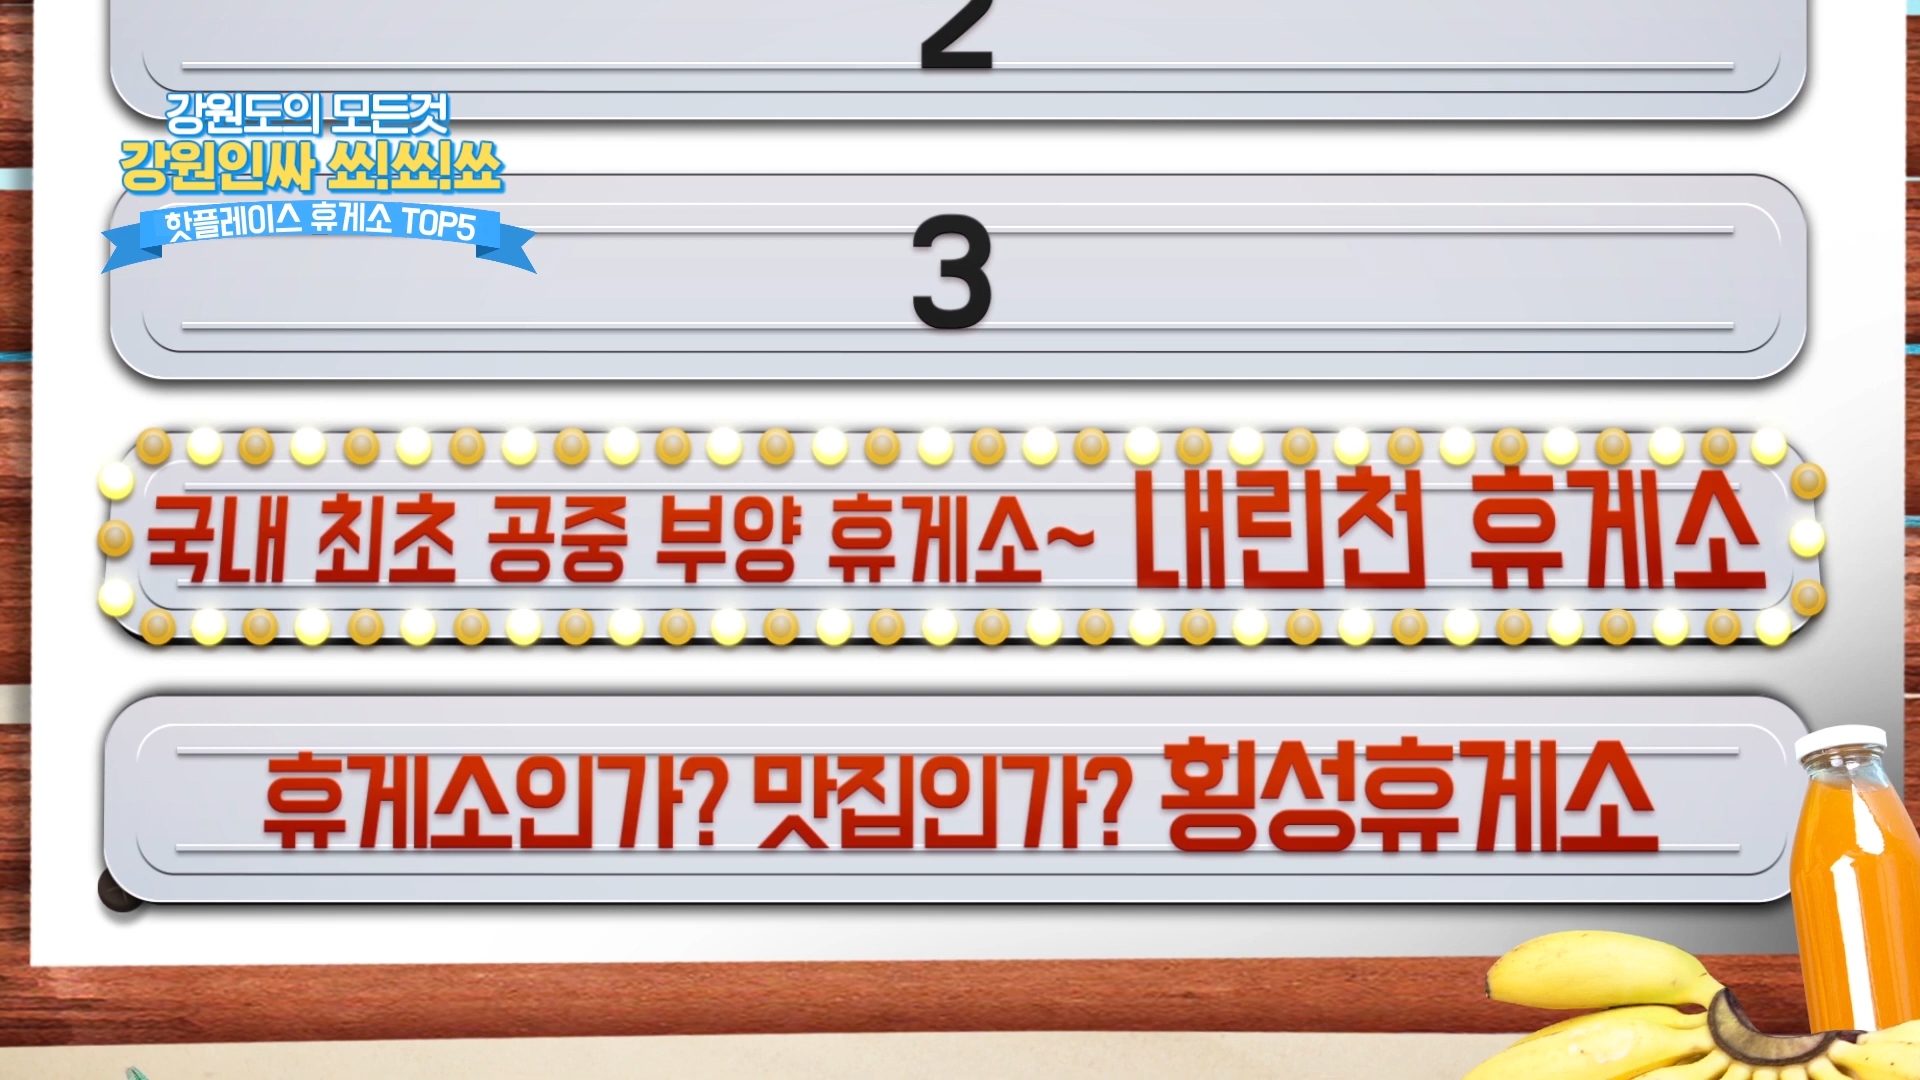 2
강원도의 모든것
강원인싸 쑈!쑈!쑈
핫플레이스 휴게소 TOP5
3
국내 최초 공중 부양 휴게소~ 내린천 휴게소
휴게소인가? 맛집인가? 횡성휴게소